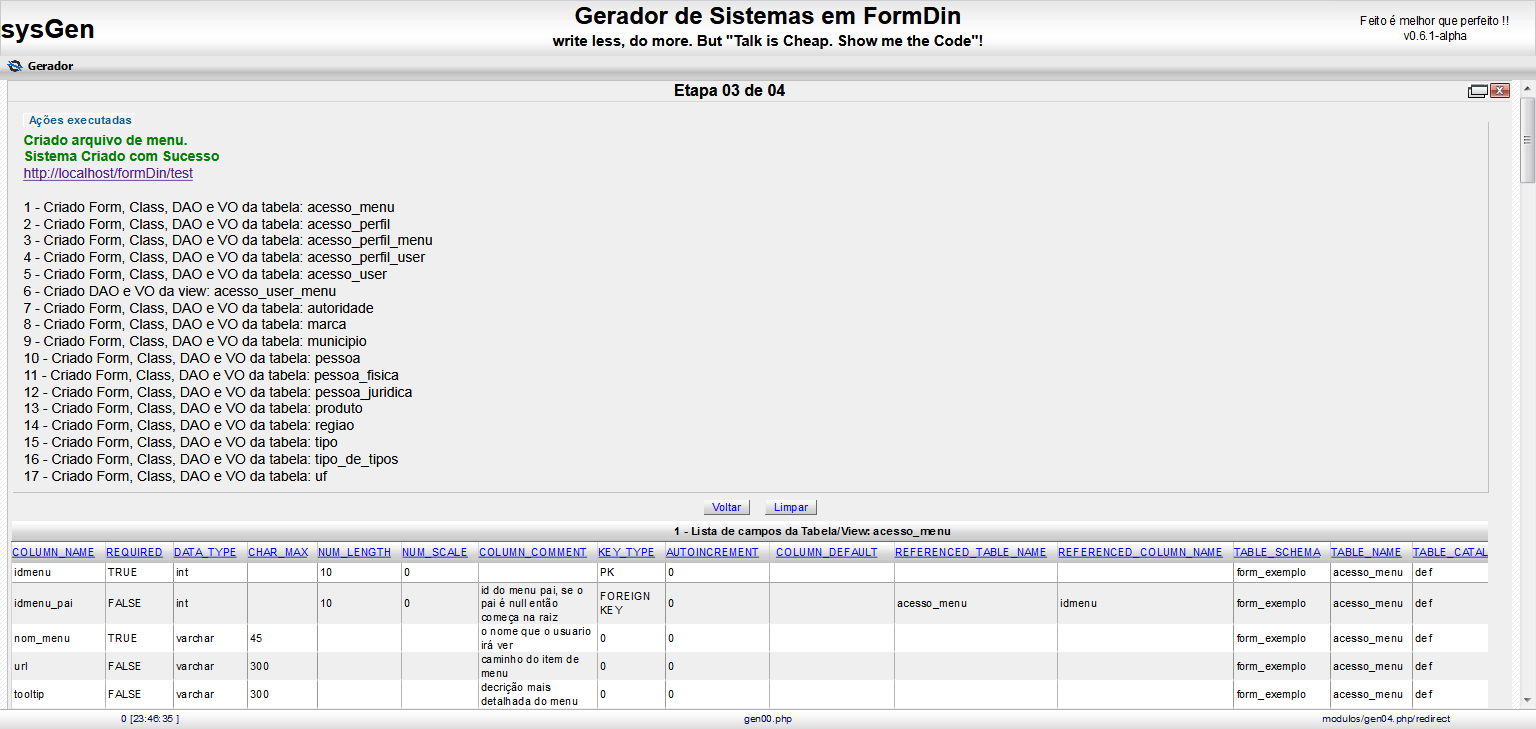 sysGen
Gerador de Sistemas em FormDin
write less, do more. But "Talk is Cheap. Show me the Code"!
Feito é melhor que perfeito !!
v0.6.1-alpha
Gerador
Etapa 03 de 04
Ações executadas
Criado arquivo de menu.
Sistema Criado com Sucesso
http://localhost/formDin/test
1 - Criado Form, Class, DAO e VO da tabela: acesso_menu
2 - Criado Form, Class, DAO e VO da tabela: acesso_perfil
3 - Criado Form, Class, DAO e VO da tabela: acesso_perfil_menu
4 - Criado Form, Class, DAO e VO da tabela: acesso_perfil_user
5 - Criado Form, Class, DAO e VO da tabela: acesso_user
6 - Criado DAO e VO da view: acesso_user_menu
7 - Criado Form, Class, DAO e VO da tabela: autoridade
8 - Criado Form, Class, DAO e VO da tabela: marca
9 - Criado Form, Class, DAO e VO da tabela: municipio
10 - Criado Form, Class, DAO e VO da tabela: pessoa
11 - Criado Form, Class, DAO e VO da tabela: pessoa_fisica
12 - Criado Form, Class, DAO e VO da tabela: pessoa_juridica
13 - Criado Form, Class, DAO e VO da tabela: produto
14 - Criado Form, Class, DAO e VO da tabela: regiao
15 - Criado Form, Class, DAO e VO da tabela: tipo
16 - Criado Form, Class, DAO e VO da tabela: tipo_de_tipos
17 - Criado Form, Class, DAO e VO da tabela: uf
Voltar Limpar
1 - Lista de campos da Tabela/View: acesso_menu
COLUMN_NAME REQUIRED DATA_TYPE CHAR_MAX NUM_LENGTH NUM_SCALE COLUMN_COMMENT KEY_TYPE AUTOINCREMENT COLUMN_DEFAULT REFERENCED_TABLE_NAME REFERENCED_COLUMN_NAME TABLE_SCHEMA TABLE_NAME TABLE_CATAL
idmenu TRUE int 10 0 PK 0 form_exemplo acesso_menu def
idmenu_pai FALSE int 10 0 id do menu pai, se o pai é null então começa na raiz FOREIGN KEY 0 acesso_menu idmenu form_exemplo acesso_menu def
nom_menu TRUE varchar 45 o nome que o usuario irá ver 0 0 form_exemplo acesso_menu def
url FALSE varchar 300 caminho do item de menu 0 0 form_exemplo acesso_menu def
tooltip FALSE varchar 300 decrição mais detalhada do menu 0 0 form_exemplo acesso_menu def
0 [23:46:35 ] gen00.php modulos/gen04.php/redirect